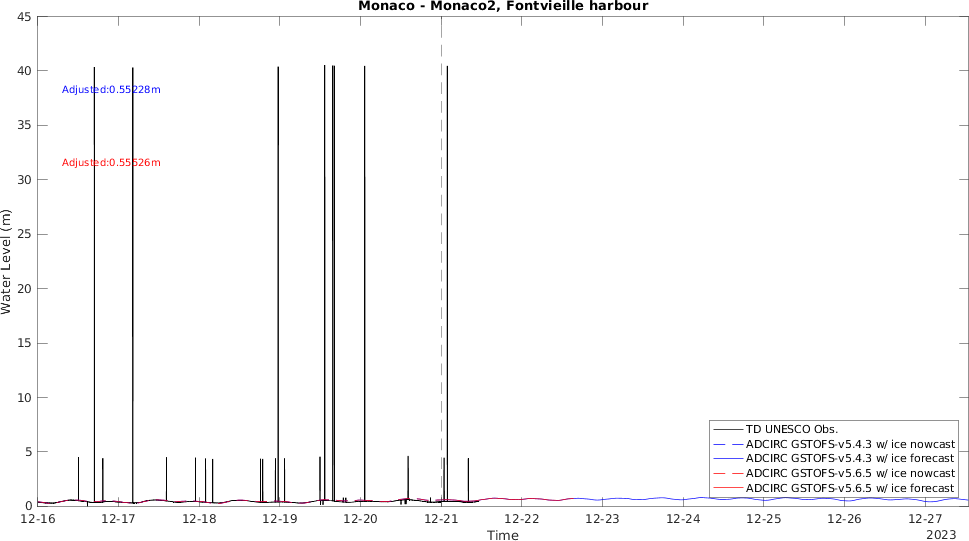 Monaco - Monaco2, Fontvieille harbour
45
40
35
30
25
20
15
10
5
0
Water Level (m)
Adjusted:0.55228m
Adjusted:0.55626m
TD UNESCO Obs.
ADCIRC GSTOFS-v5.4.3 w/ ice nowcast
ADCIRC GSTOFS-v5.4.3 w/ ice forecast
ADCIRC GSTOFS-v5.6.5 w/ ice nowcast
ADCIRC GSTOFS-v5.6.5 w/ ice forecast
12-16 12-17 12-18 12-19 12-20 12-21 12-22 12-23 12-24 12-25 12-26 12-27
Time
2023